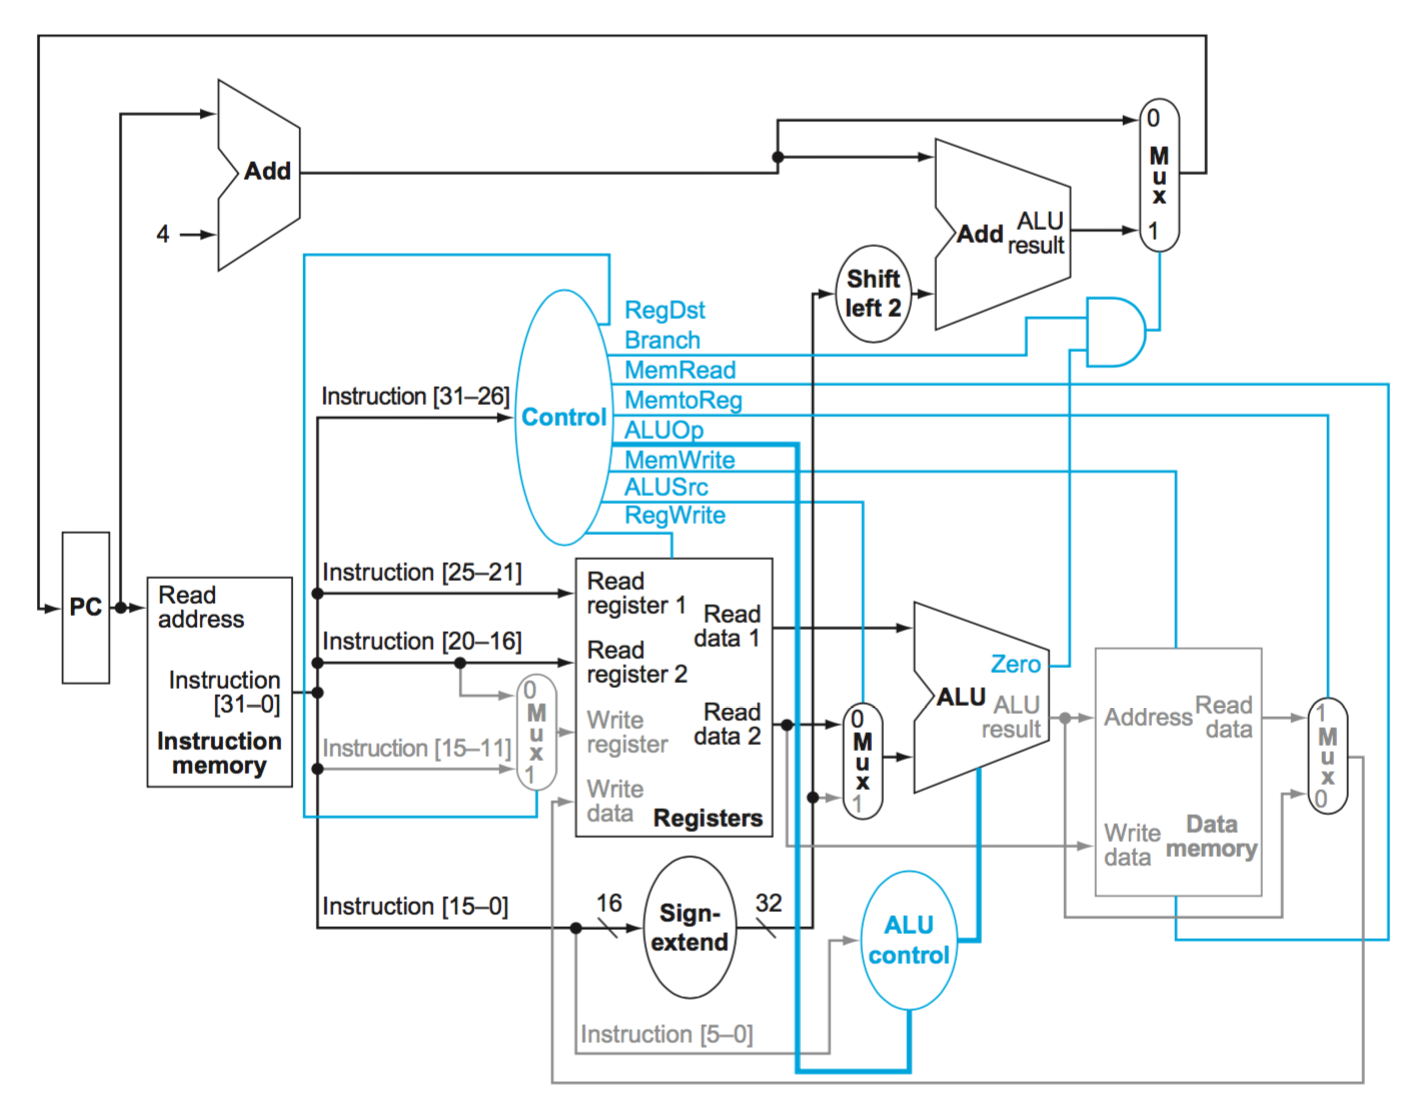 0
M
u
x
1
Add
4
Add
ALU
result
Shift
left 2
RegDst
Branch
MemRead
MemtoReg
ALUOp
MemWrite
ALUSrc
RegWrite
Instruction [31–26]
Control
PC
Read
address
Instruction
[31–0]
Instruction
memory
Instruction [25–21]
Instruction [20–16]
Instruction [15–11]
0
M
u
x
1
Read
register 1
Read
register 2
Write
register
Write
data
Read
data 1
Read
data 2
Registers
0
M
u
x
1
Zero
ALU
ALU
result
Address
Read
data
Write
data
Data
memory
1
M
u
x
0
Instruction [15–0]
16
Sign-
extend
32
ALU
control
Instruction [5–0]